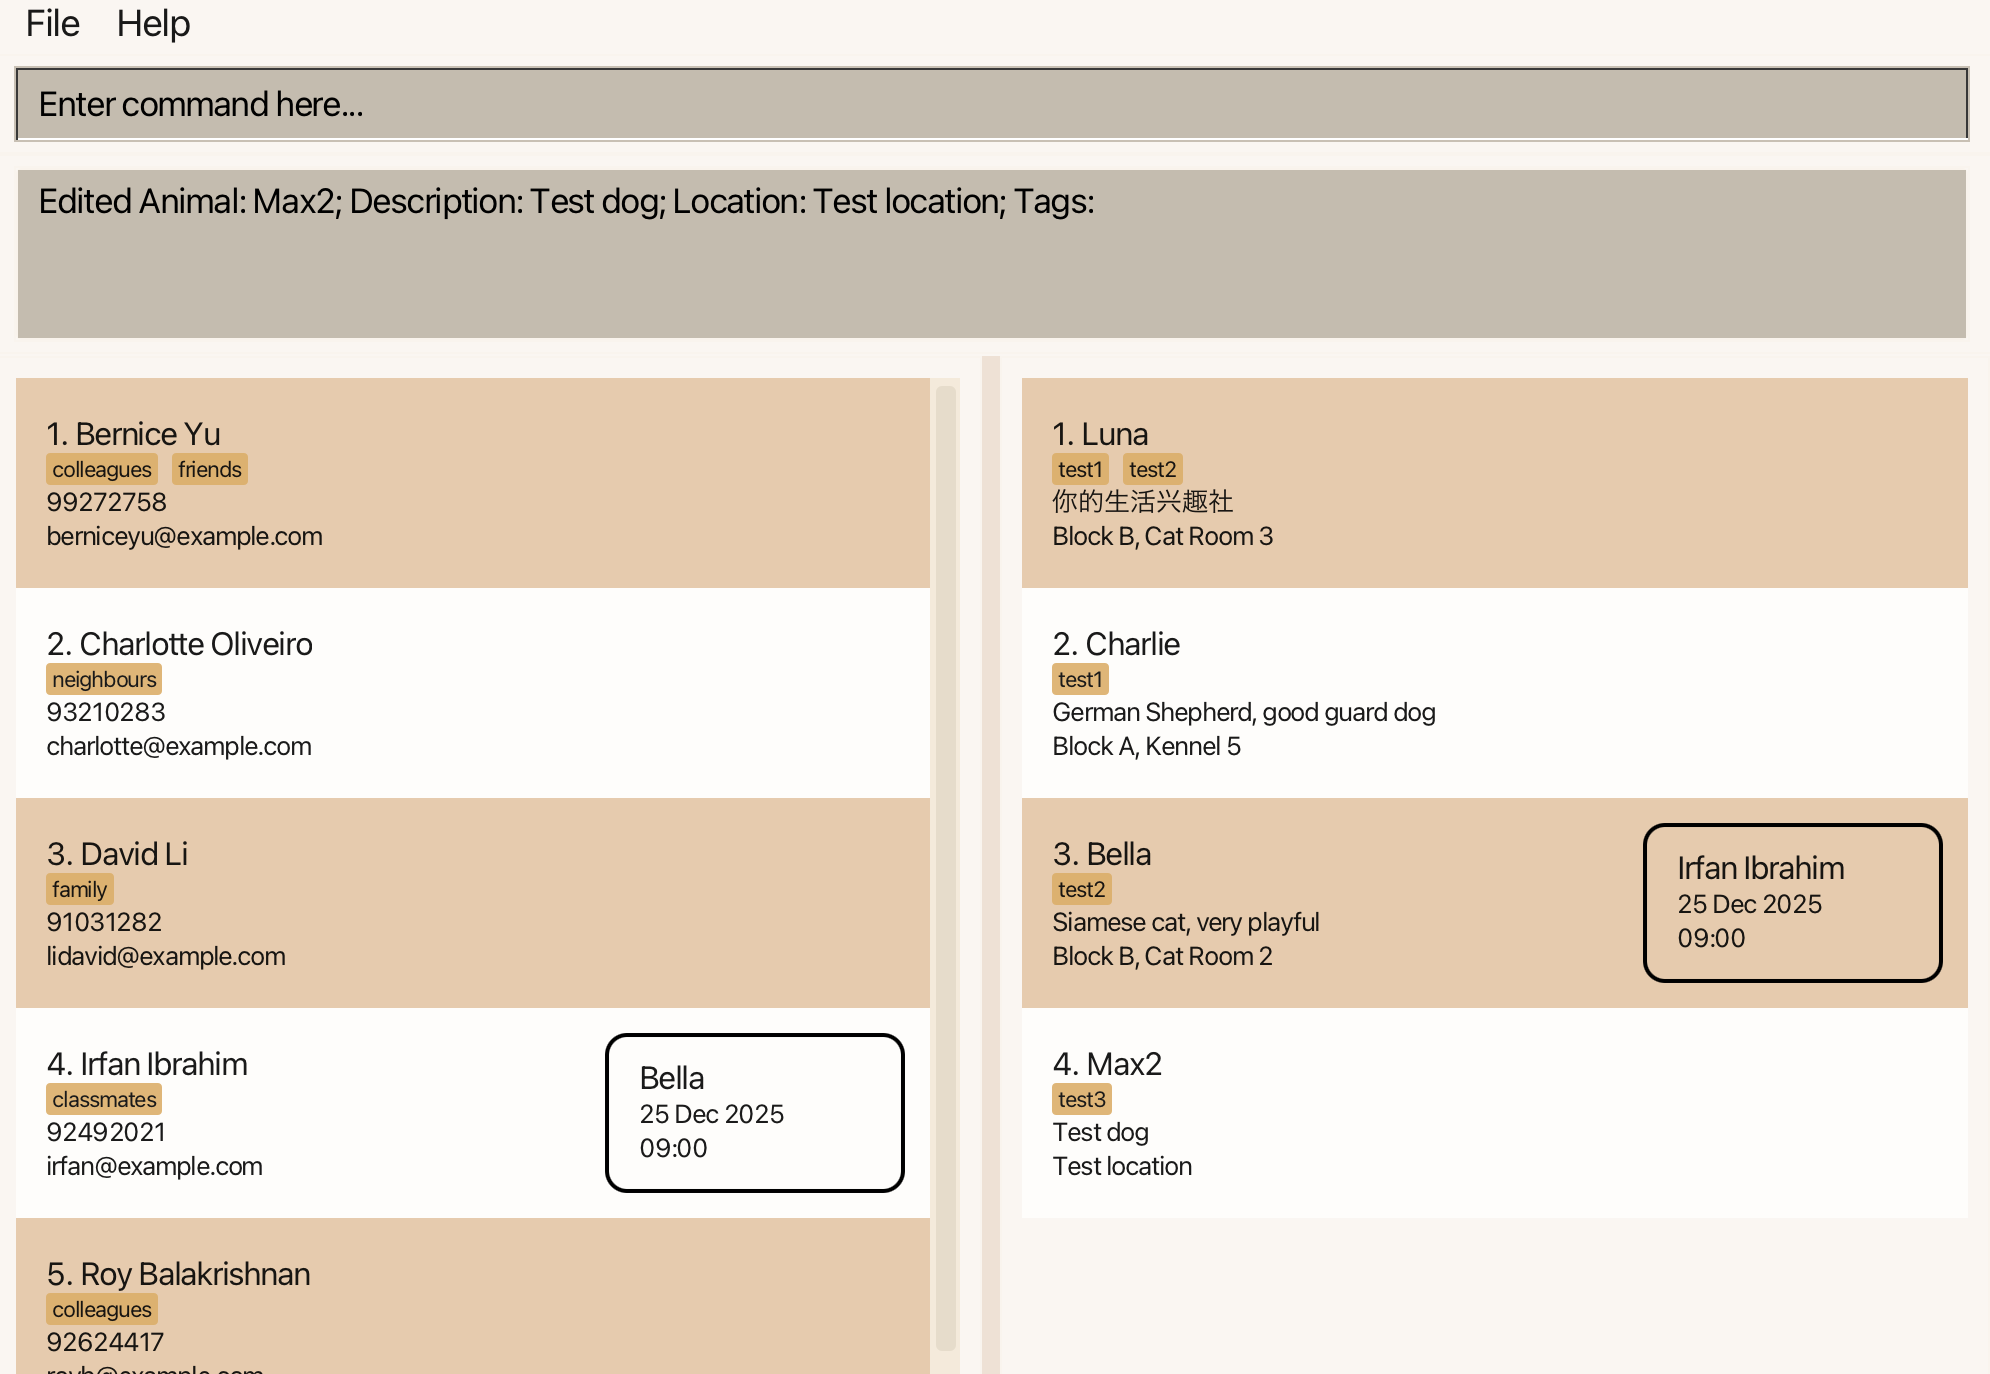 File Help
Enter command here...
Edited Animal: Max2; Description: Test dog; Location: Test location; Tags:
1. Bernice Yu
colleagues friends
99272758
berniceyu@example.com
2. Charlotte Oliveiro
neighbours
93210283
charlotte@example.com
3. David Li
family
91031282
lidavid@example.com
4. Irfan Ibrahim
classmates
92492021
irfan@example.com
Bella
25 Dec 2025
09:00
5. Roy Balakrishnan
colleagues
92624417
royb@example.com
1. Luna
test1 test2
你的生活兴趣社
Block B, Cat Room 3
2. Charlie
test1
German Shepherd, good guard dog
Block A, Kennel 5
3. Bella
test2
Siamese cat, very playful
Block B, Cat Room 2
Irfan Ibrahim
25 Dec 2025
09:00
4. Max2
test3
Test dog
Test location